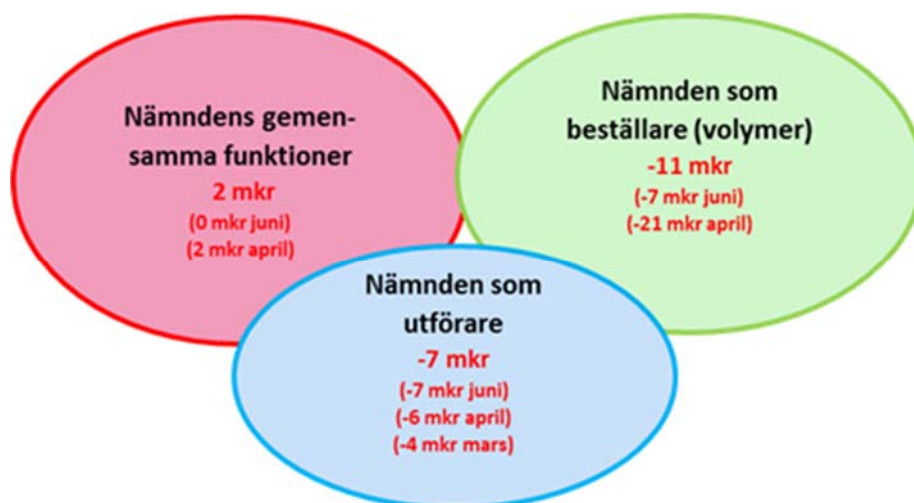 Nämndens gemen-
samma funktioner
2 mkr
(0 mkr juni)
(2 mkr april)
Nämnden som
beställare (volymer)
-11 mkr
(-7 mkr juni)
(-21 mkr april)
Nämnden som
utförare
-7 mkr
(-7 mkr juni)
(-6 mkr april)
(-4 mkr mars)